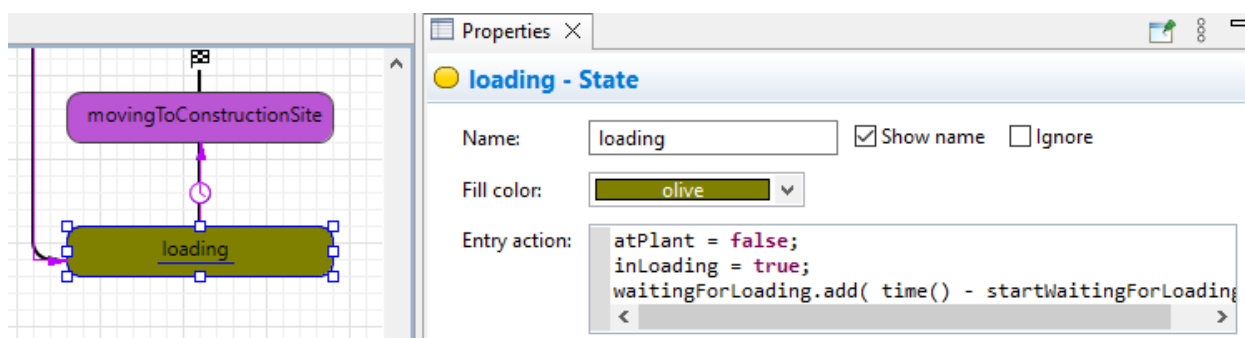 Properties
loading - State
movingToConstructionSite
Name:
loading
Show name
Ignore
Fill color:
olive
loading
Entry action:
atPlant = false;
inLoading = true;
waitingForLoading.add( time() - startWaitingForLoading